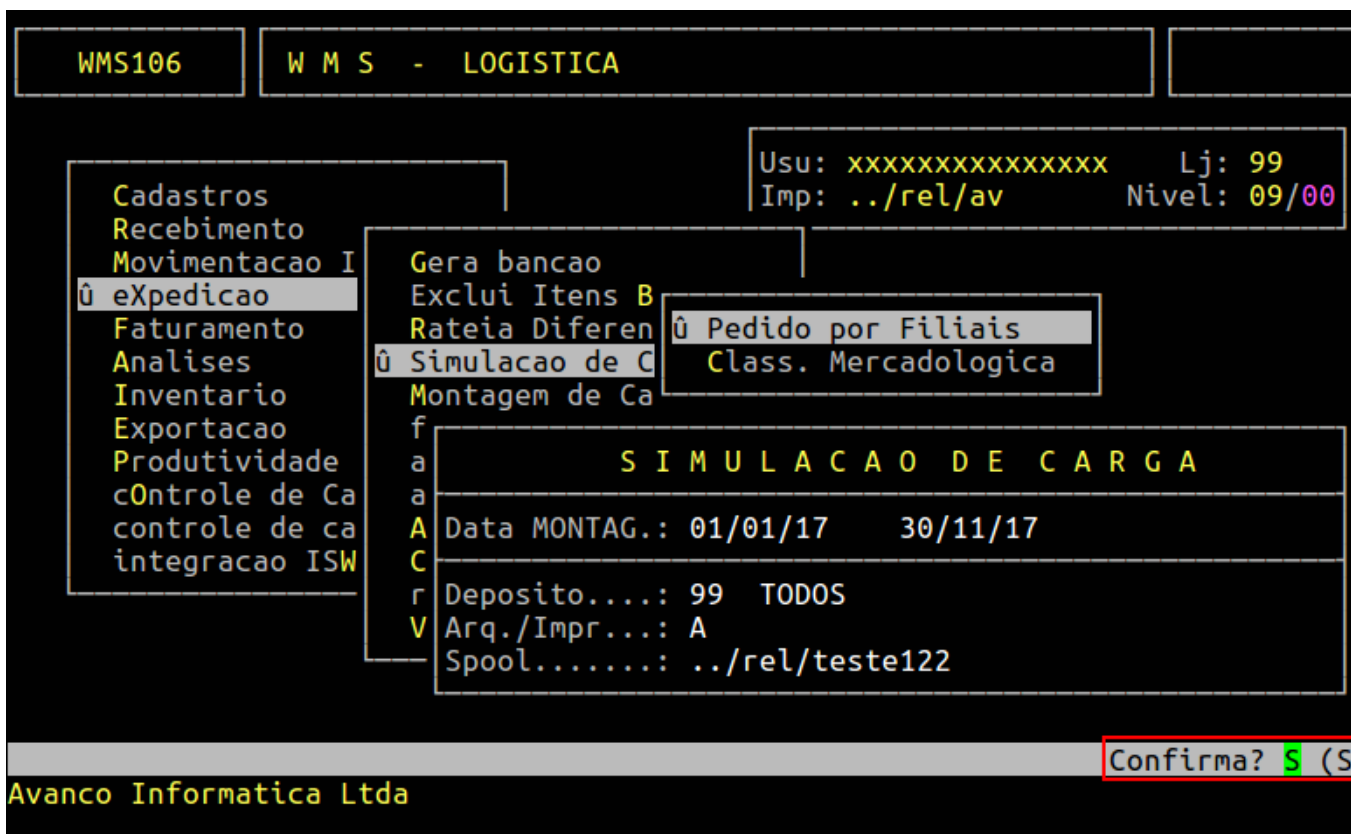 WMS106 W M S - LOGISTICA
Usu: xxxxxxxxxxxxxxx Lj: 99
Imp: ../rel/av Nivel: 09/00
Cadastros
Recebimento
Movimentacao I
û eXpedicao
Faturamento
Analises
Inventario
Exportacao
Produtividade
cOntrole de Ca
controle de ca
integracao ISW
Gera bancao
Exclui Itens B
Rateia Diferen
û Simulacao de C
Montagem de Ca
f
a
a
A
C
r
V
û Pedido por Filiais
Class. Mercadologica
S I M U L A C A O D E C A R G A
Data MONTAG.: 01/01/17 30/11/17
Deposito....: 99 TODOS
Arq./Impr...: A
Spool.......: ../rel/teste122
Confirma? S (S
Avanco Informatica Ltda